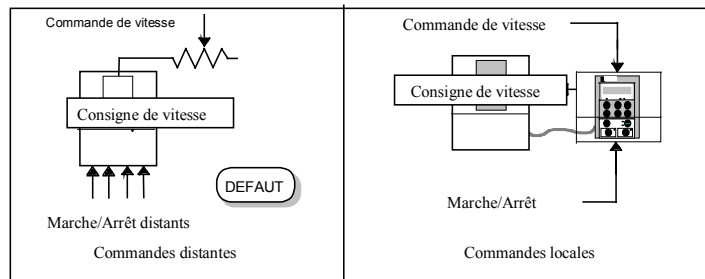 Commande de vitesse
Consigne de vitesse
DEFAUT
Marche/Arrêt distants
Commandes distantes
Commande de vitesse
Consigne de vitesse
Marche/Arrêt
Commandes locales